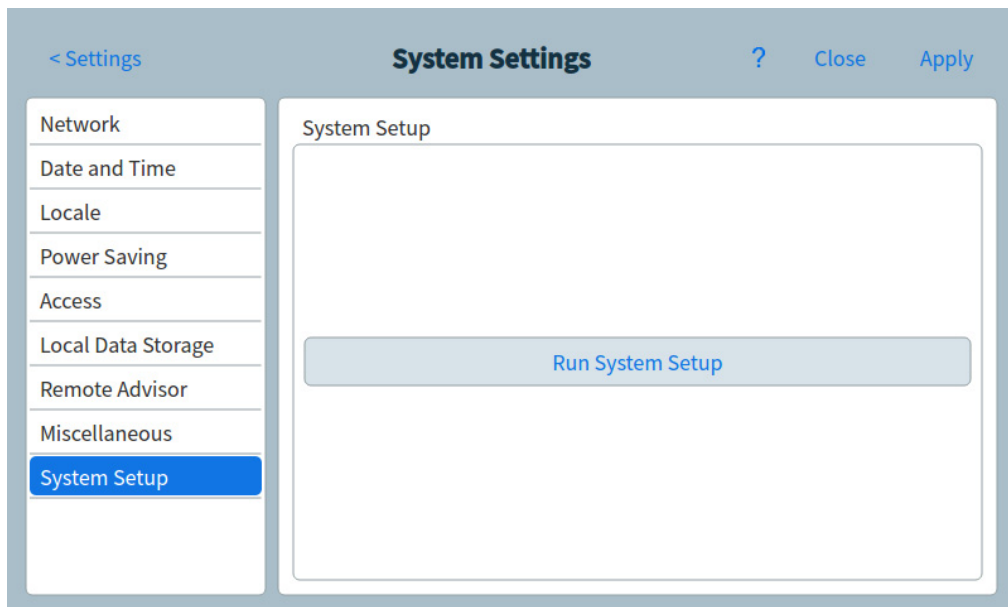 < Settings System Settings ? Close Apply
Network
Date and Time
Locale
Power Saving
Access
Local Data Storage
Remote Advisor
Miscellaneous
System Setup
System Setup
Run System Setup